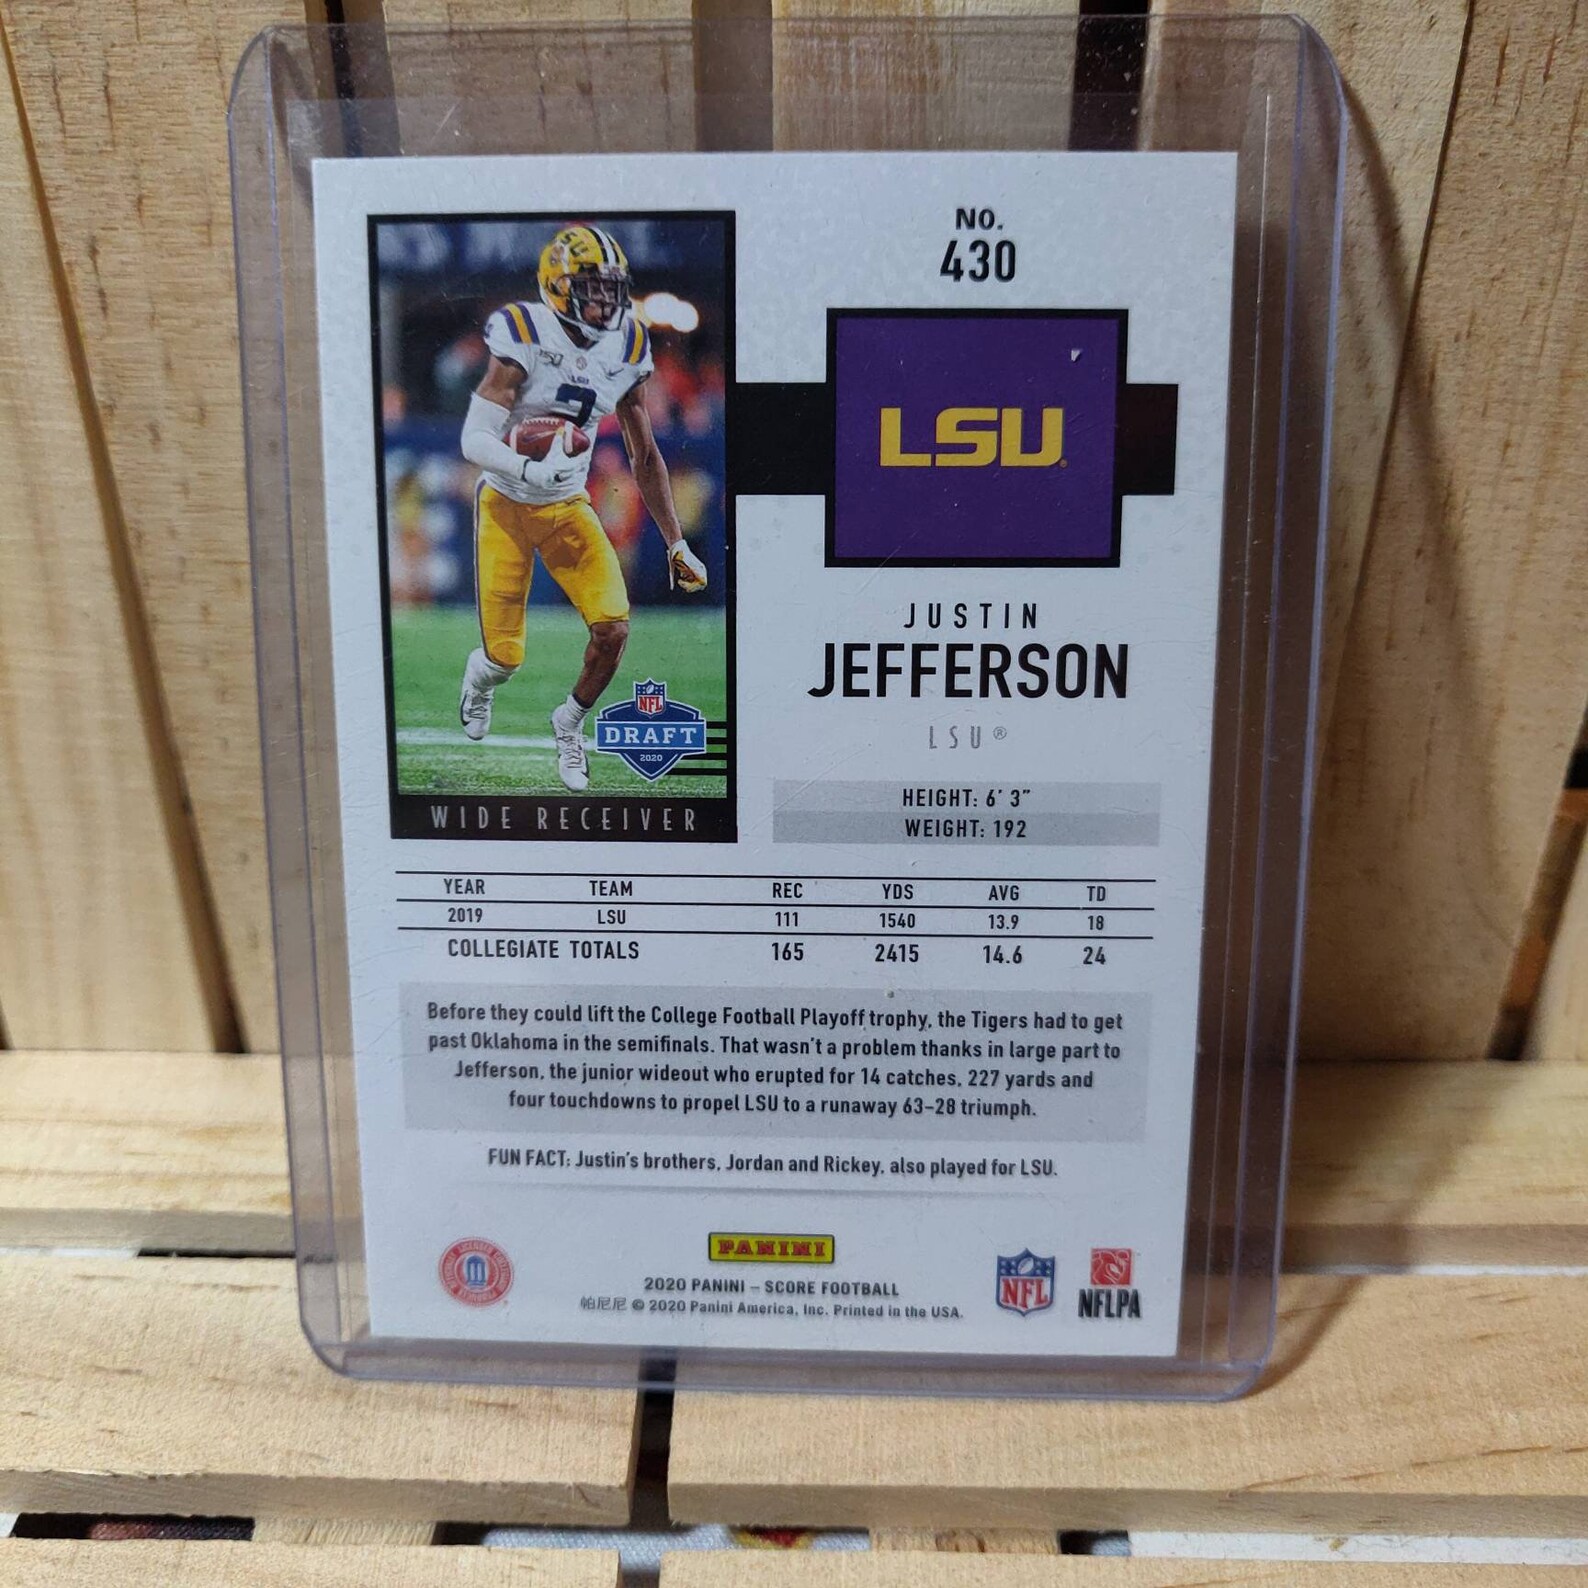 NO.
430
LSU
150
LSU
LSU
JUSTIN
JEFFERSON
LSU®
NFL
DRAFT
2020
WIDE RECEIVER
HEIGHT: 6' 3"
WEIGHT: 192
YEAR TEAM REC YDS AVG TD
2019 LSU 111 1540 13.9 18
COLLEGIATE TOTALS 165 2415 14.6 24
Before they could lift the College Football Playoff trophy, the Tigers had to get
past Oklahoma in the semifinals. That wasn't a problem thanks in large part to
Jefferson, the junior wideout who erupted for 14 catches, 227 yards and
four touchdowns to propel LSU to a runaway 63–28 triumph.
FUN FACT: Justin's brothers, Jordan and Rickey, also played for LSU.
PANINI
2020 PANINI – SCORE FOOTBALL
帕尼尼 © 2020 Panini America, Inc. Printed in the USA.
NFL
NFLPA